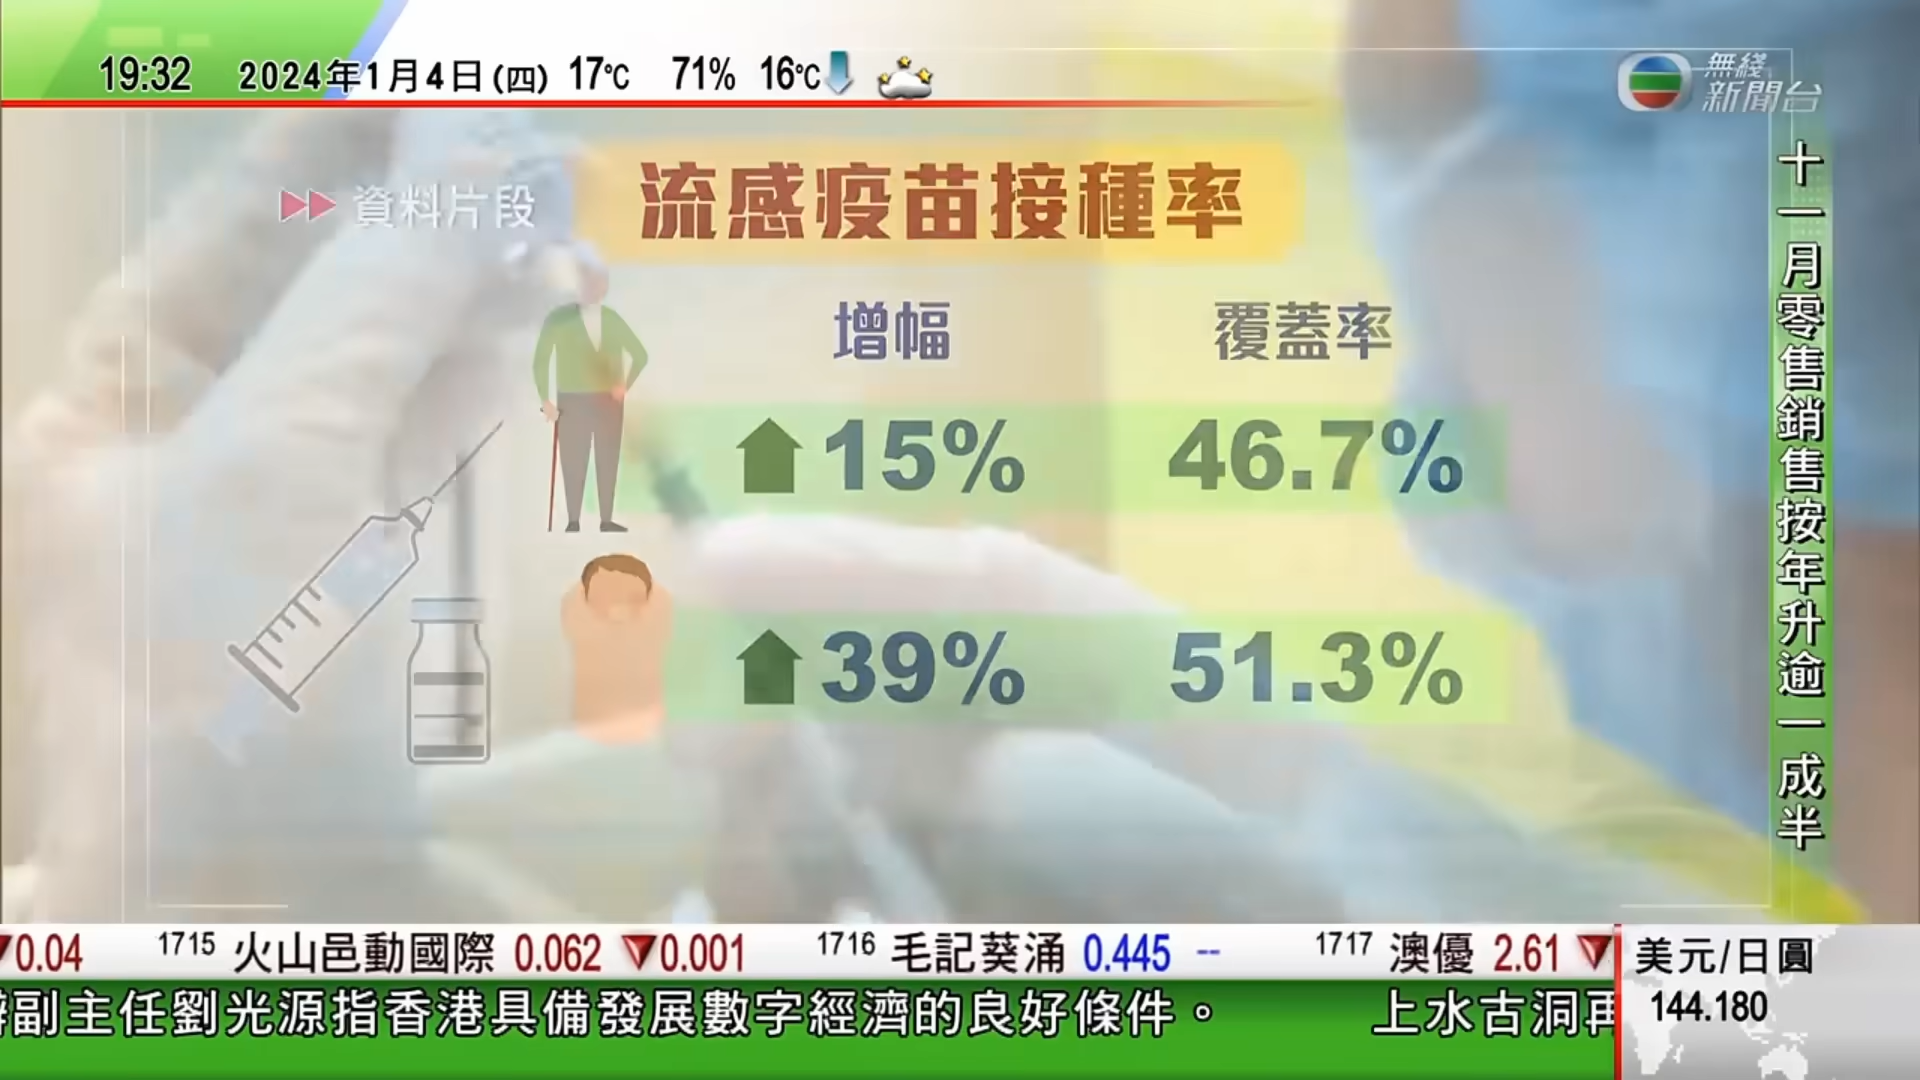 19:32 2024年1月4日(四) 17℃ 71% 16℃
無綫
新聞台
資料片段
流感疫苗接種率
增幅 覆蓋率
15% 46.7%
39% 51.3%
十一月零售銷售按年升逾一成半
0.04 1715 火山邑動國際 0.062 ▼0.001 1716 毛記葵涌 0.445 -- 1717 澳優 2.61 ▼
副主任劉光源指香港具備發展數字經濟的良好條件。 上水古洞再
美元/日圓
144.180